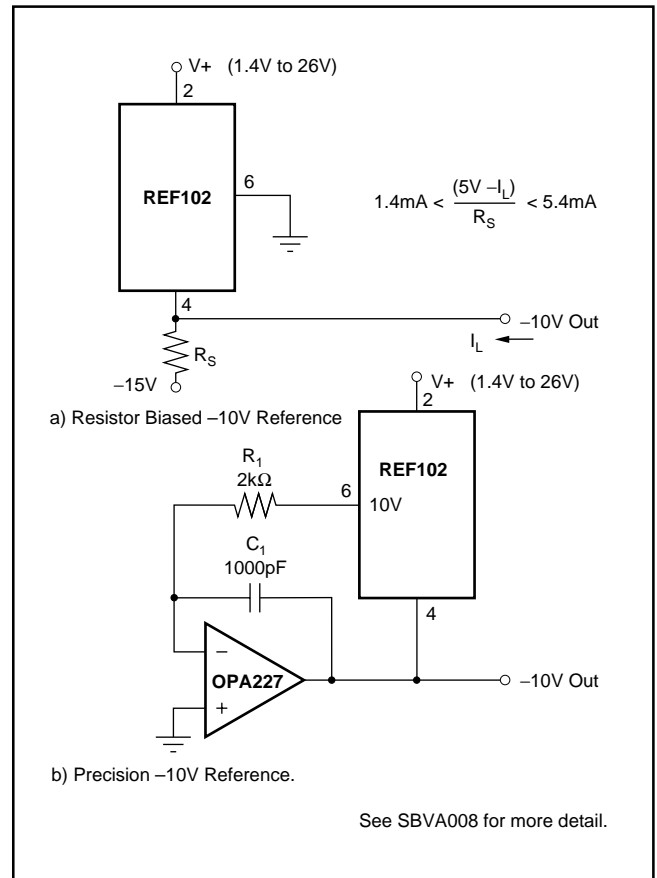 V+ (1.4V to 26V)
2
REF102
6
1.4mA < (5V –I_L) / R_S < 5.4mA
4
–10V Out
I_L
R_S
–15V
V+ (1.4V to 26V)
2
a) Resistor Biased –10V Reference
R_1
2kΩ
REF102
6
10V
C_1
1000pF
4
–
OPA227
+
–10V Out
b) Precision –10V Reference.
See SBVA008 for more detail.